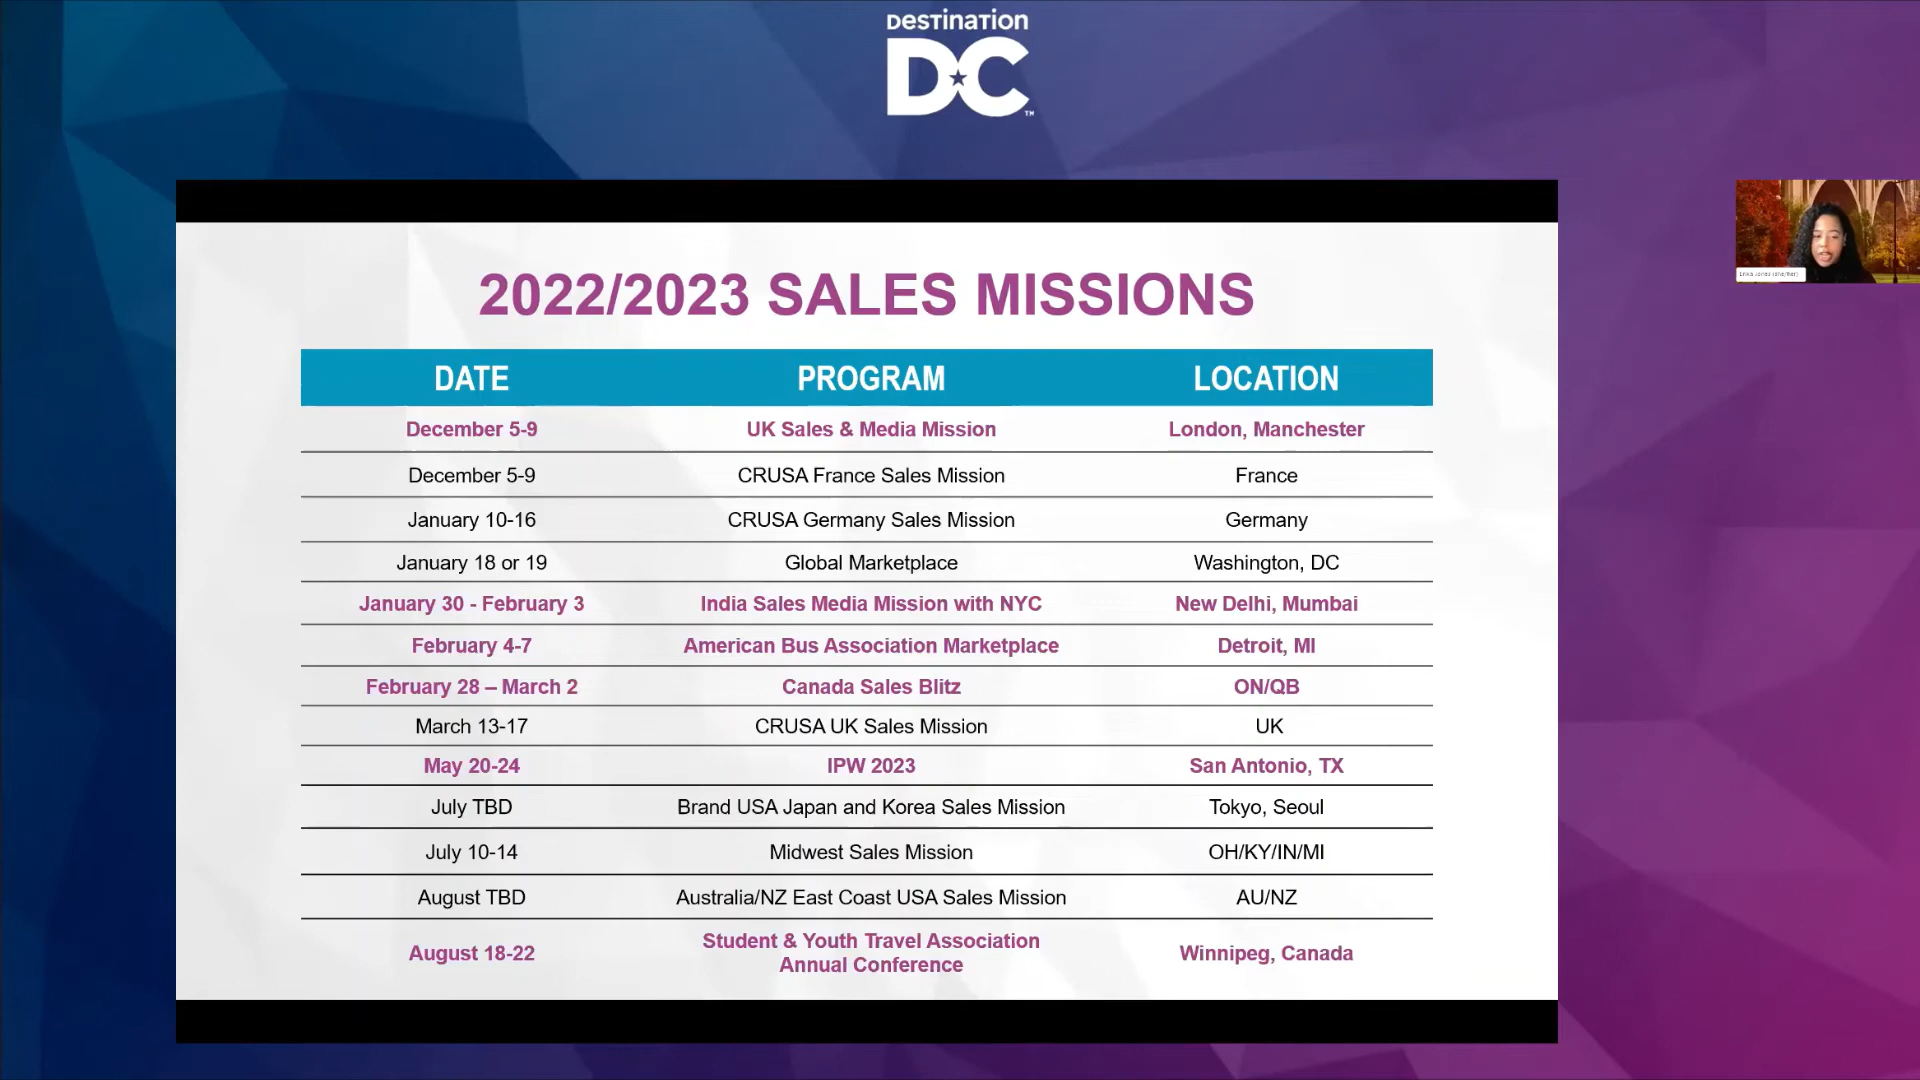 DESTINATION
DC™
2022/2023 SALES MISSIONS
DATE PROGRAM LOCATION
December 5-9 UK Sales & Media Mission London, Manchester
December 5-9 CRUSA France Sales Mission France
January 10-16 CRUSA Germany Sales Mission Germany
January 18 or 19 Global Marketplace Washington, DC
January 30 - February 3 India Sales Media Mission with NYC New Delhi, Mumbai
February 4-7 American Bus Association Marketplace Detroit, MI
February 28 – March 2 Canada Sales Blitz ON/QB
March 13-17 CRUSA UK Sales Mission UK
May 20-24 IPW 2023 San Antonio, TX
July TBD Brand USA Japan and Korea Sales Mission Tokyo, Seoul
July 10-14 Midwest Sales Mission OH/KY/IN/MI
August TBD Australia/NZ East Coast USA Sales Mission AU/NZ
August 18-22 Student & Youth Travel Association
Annual Conference Winnipeg, Canada